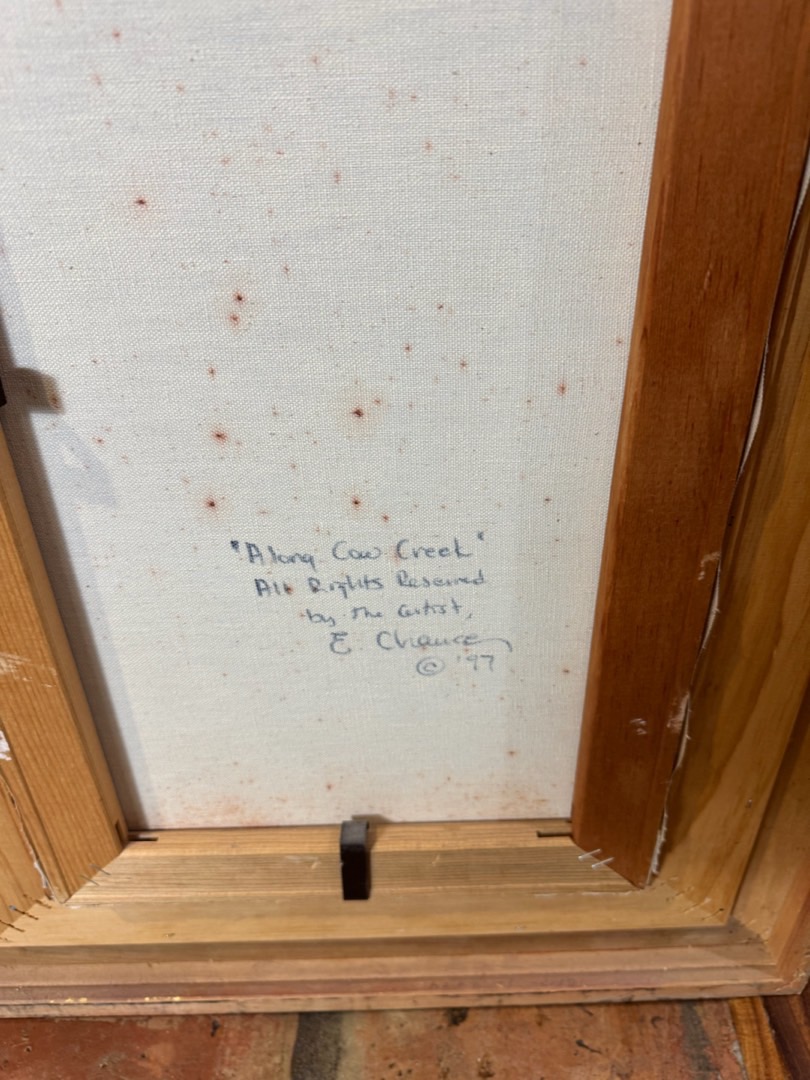 "Along Cow Creek"
All Rights Reserved
by the artist,
E. Chance
© '97